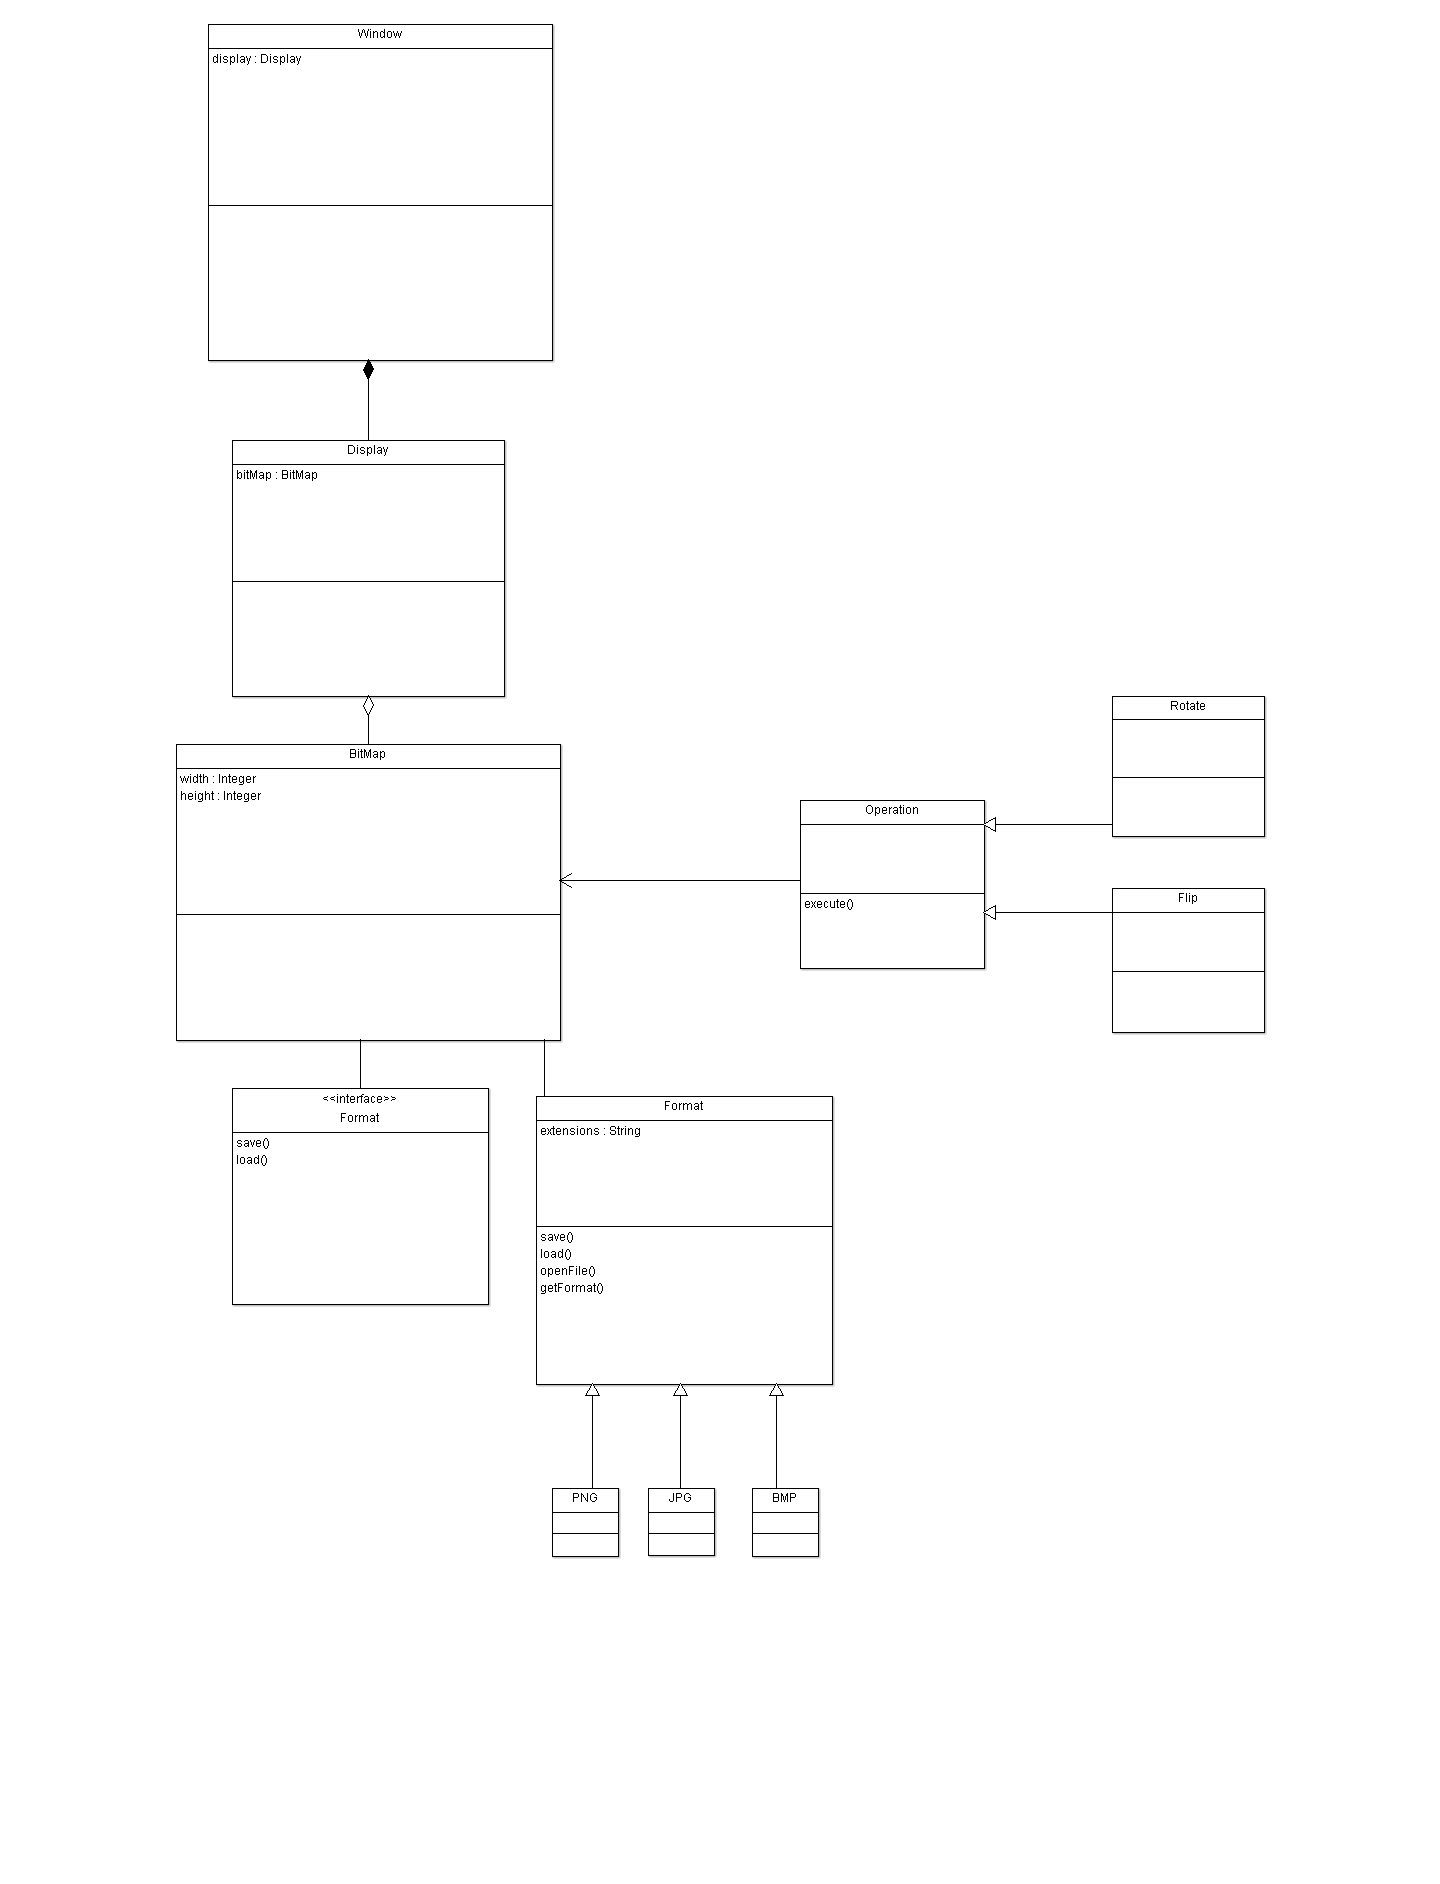 Window
display : Display
Display
bitMap : BitMap
BitMap
width : Integer
height : Integer
Rotate
Operation
execute()
Flip
<<interface>>
Format
save()
load()
Format
extensions : String
save()
load()
openFile()
getFormat()
PNG
JPG
BMP